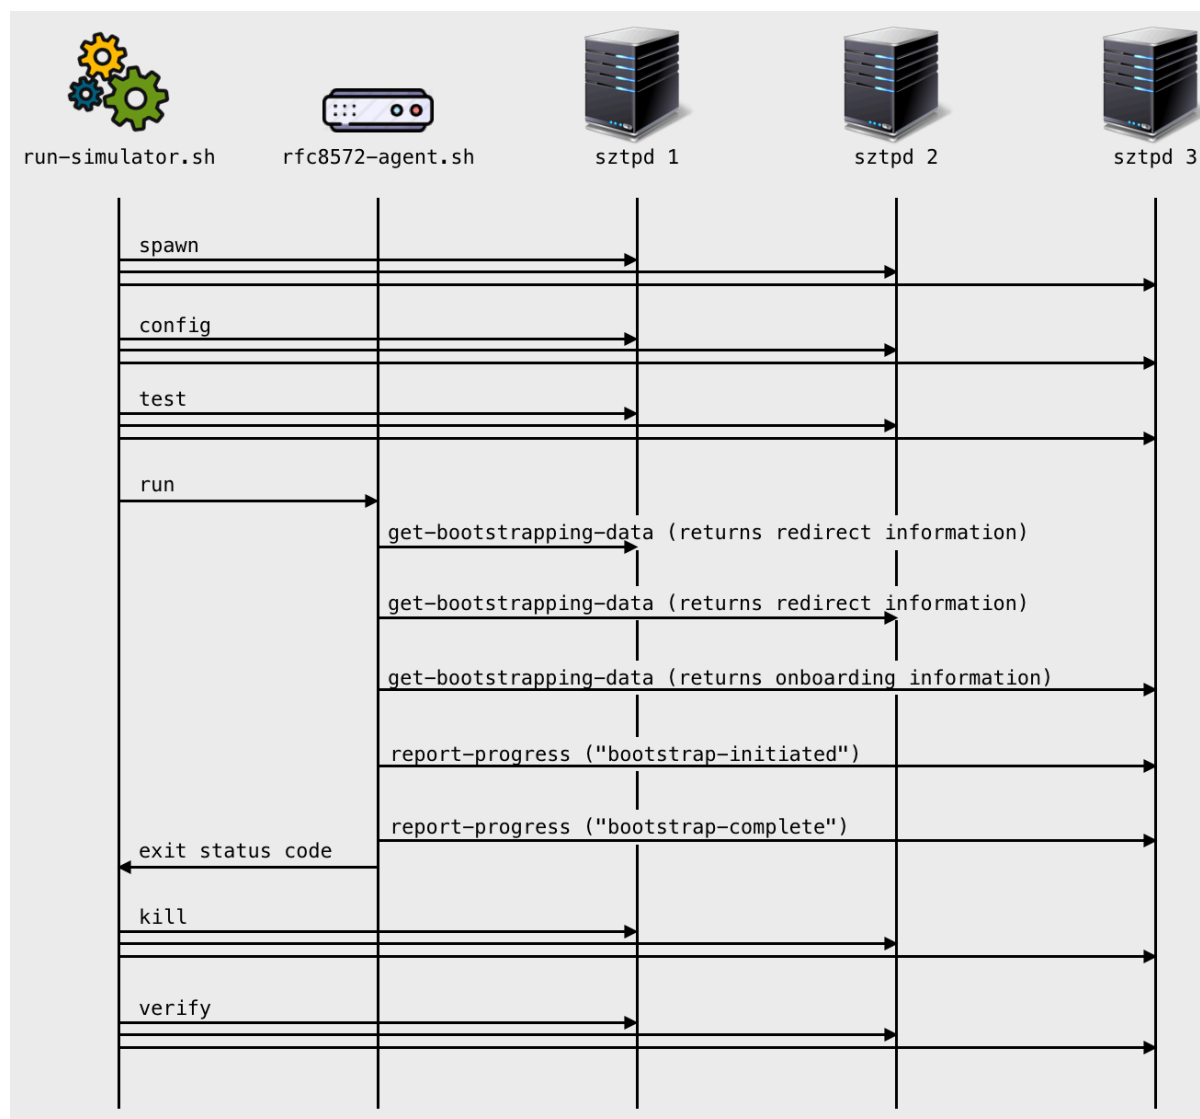 run-simulator.sh
rfc8572-agent.sh
sztpd 1
sztpd 2
sztpd 3
spawn
config
test
run
get-bootstrapping-data (returns redirect information)
get-bootstrapping-data (returns redirect information)
get-bootstrapping-data (returns onboarding information)
report-progress ("bootstrap-initiated")
report-progress ("bootstrap-complete")
exit status code
kill
verify